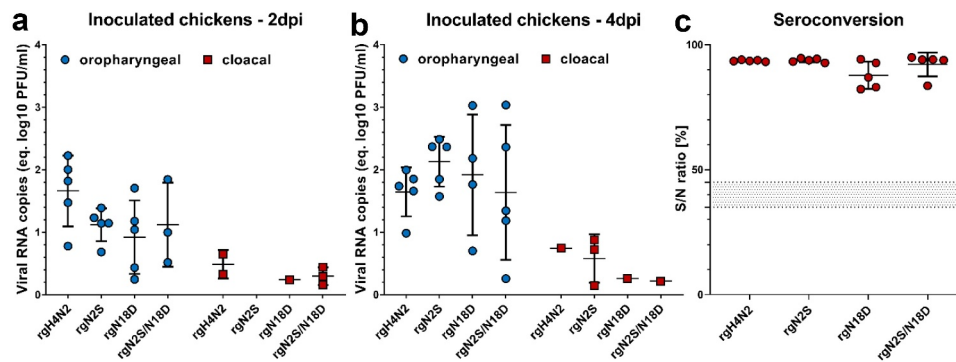 a Inoculated chickens - 2dpi
Viral RNA copies (eq. log10 PFU/ml)
4
3
2
1
0
oropharyngeal cloacal
rgH4N2 rgN2S rgN18D rgN2S/N18D rgH4N2 rgN2S rgN18D rgN2S/N18D
b Inoculated chickens - 4dpi
Viral RNA copies (eq. log10 PFU/ml)
4
3
2
1
0
oropharyngeal cloacal
rgH4N2 rgN2S rgN18D rgN2S/N18D rgH4N2 rgN2S rgN18D rgN2S/N18D
c Seroconversion
S/N ratio [%]
100
50
0
rgH4N2 rgN2S rgN18D rgN2S/N18D